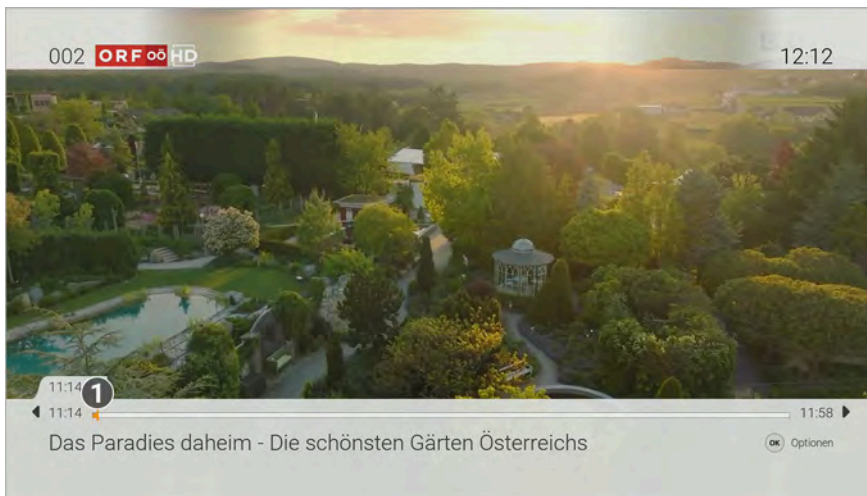 002 ORF oö HD 12:12
11:14 1
11:14 11:58
Das Paradies daheim - Die schönsten Gärten Österreichs OK Optionen